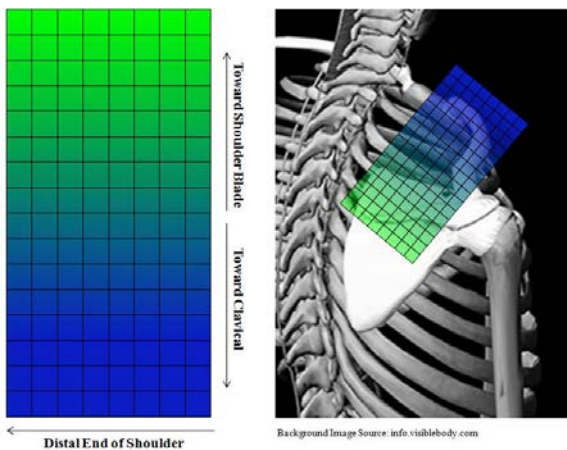 Toward Shoulder Blade
Toward Clavical
Distal End of Shoulder
Background Image Source: info.visiblebody.com